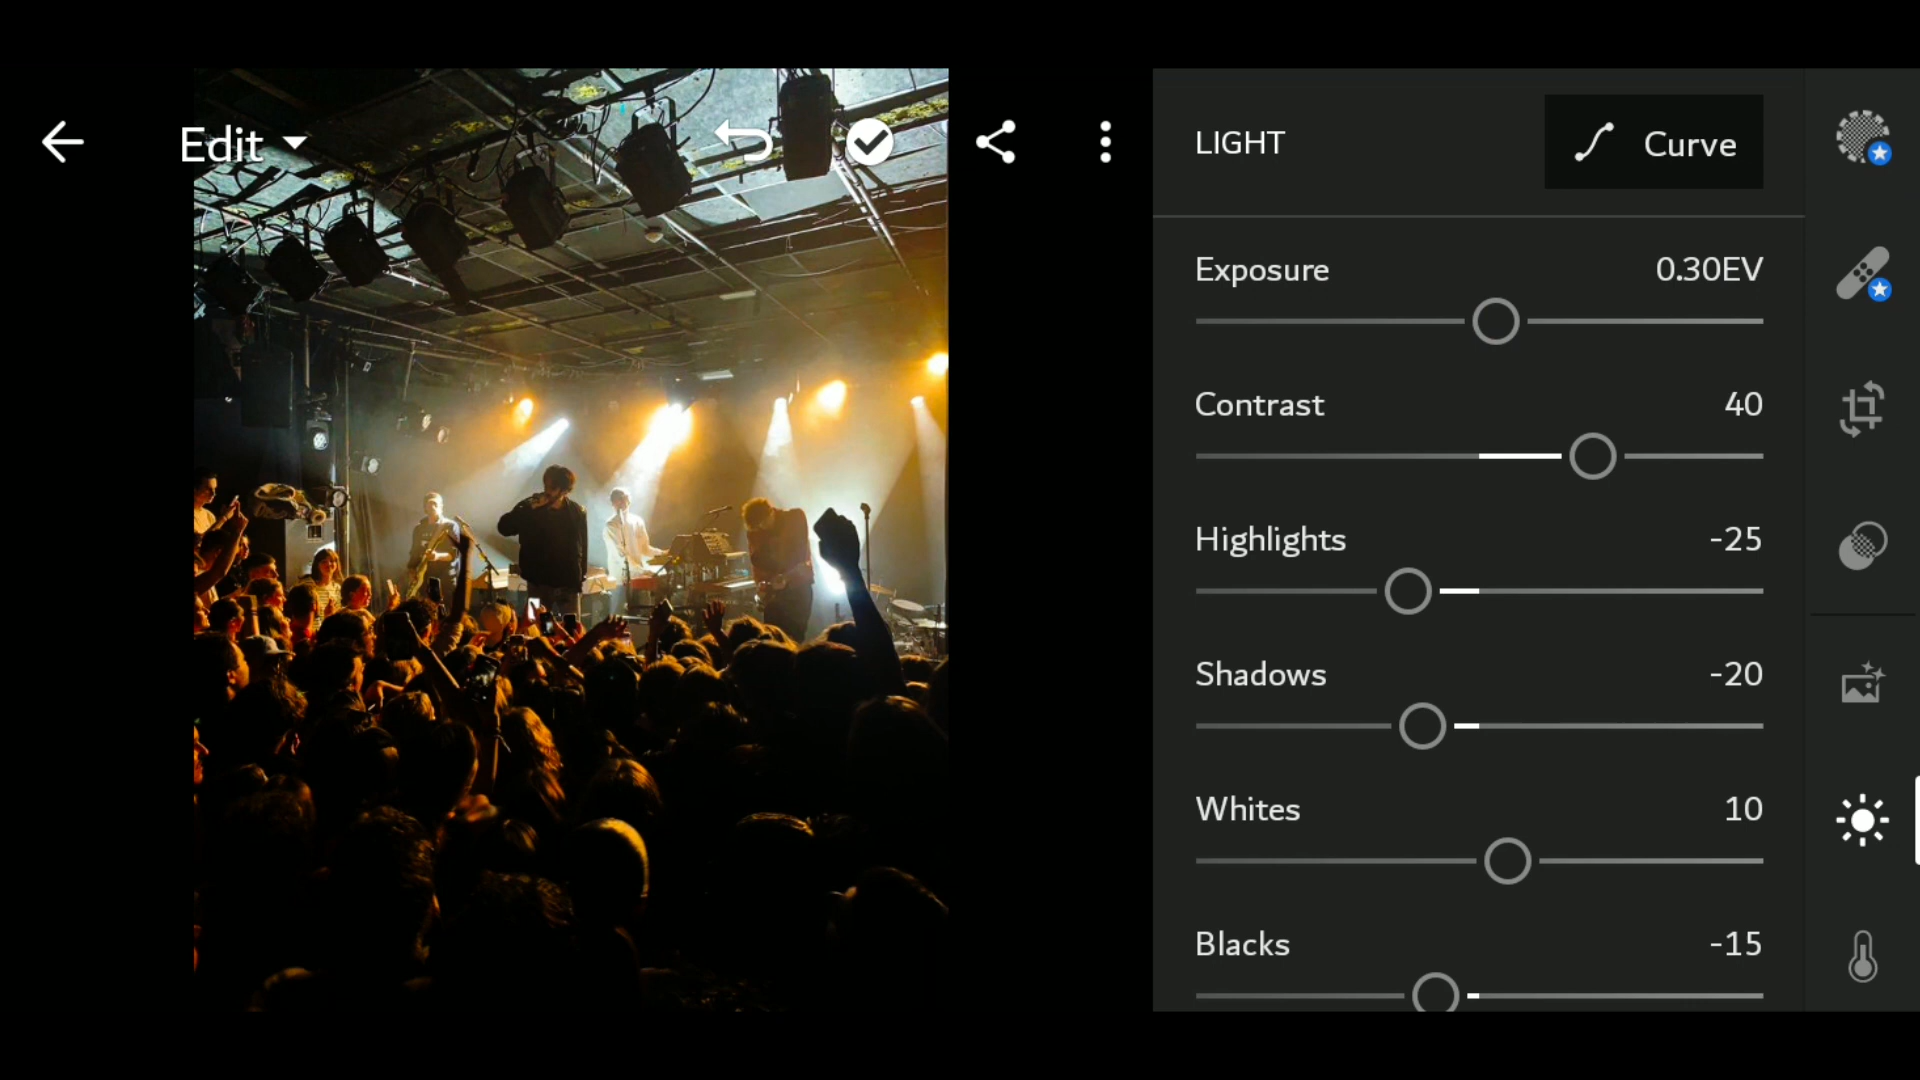 Edit
LIGHT
Curve
Exposure 0.30EV
Contrast 40
Highlights -25
Shadows -20
Whites 10
Blacks -15